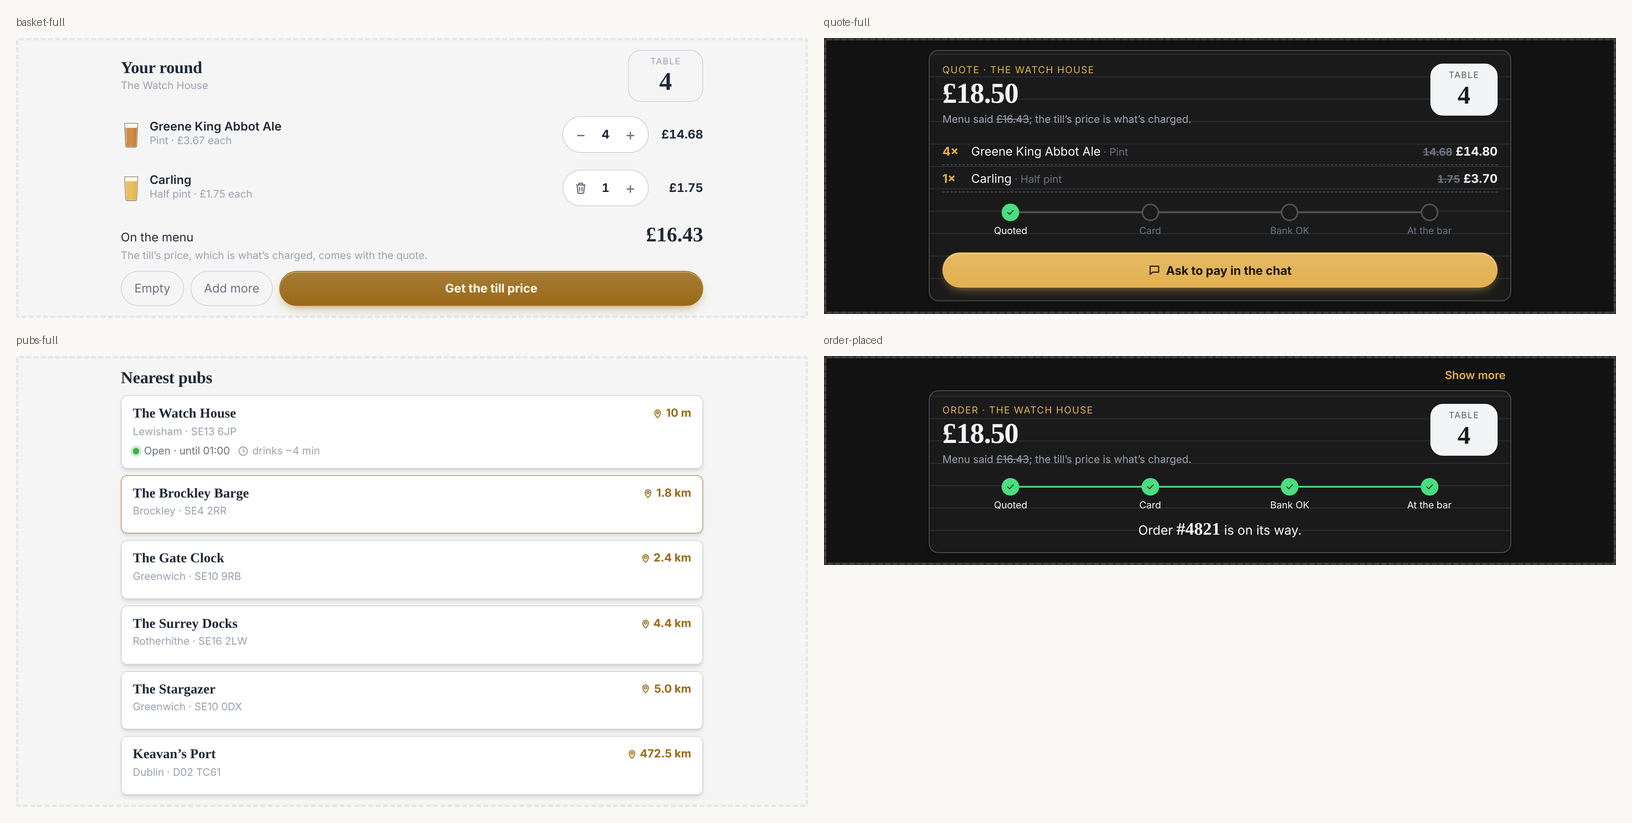 basket-full
Your round
The Watch House
TABLE
4
Greene King Abbot Ale
Pint · £3.67 each
− 4 + £14.68
Carling
Half pint · £1.75 each
1 + £1.75
On the menu
£16.43
The till’s price, which is what’s charged, comes with the quote.
Empty
Add more
Get the till price
quote-full
QUOTE · THE WATCH HOUSE
£18.50
Menu said £16.43; the till’s price is what’s charged.
TABLE
4
4× Greene King Abbot Ale · Pint 14.68 £14.80
1× Carling · Half pint 1.75 £3.70
Quoted
Card
Bank OK
At the bar
Ask to pay in the chat
pubs-full
Nearest pubs
The Watch House
10 m
Lewisham · SE13 6JP
Open · until 01:00 drinks ~4 min
The Brockley Barge
1.8 km
Brockley · SE4 2RR
The Gate Clock
2.4 km
Greenwich · SE10 9RB
The Surrey Docks
4.4 km
Rotherhithe · SE16 2LW
The Stargazer
5.0 km
Greenwich · SE10 0DX
Keavan’s Port
472.5 km
Dublin · D02 TC61
order-placed
Show more
ORDER · THE WATCH HOUSE
£18.50
Menu said £16.43; the till’s price is what’s charged.
TABLE
4
Quoted
Card
Bank OK
At the bar
Order #4821 is on its way.